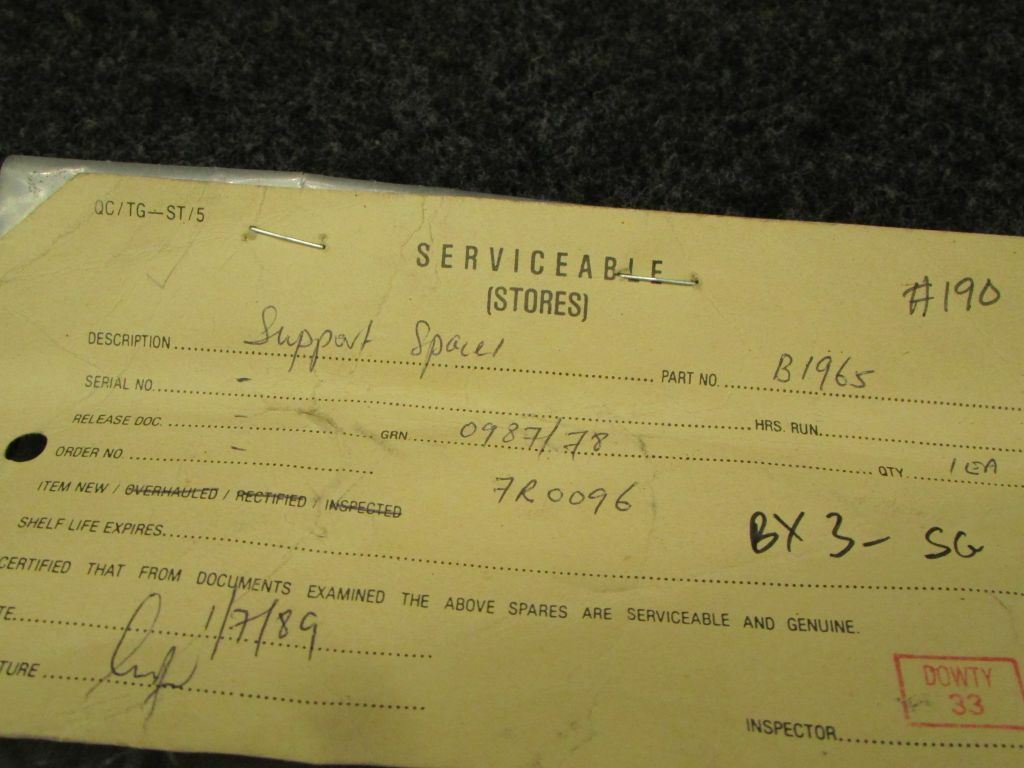 QC/TG-ST/5
SERVICEABLE
(STORES)
#190
DESCRIPTION Support Spacer PART NO. B1965
SERIAL NO. - HRS. RUN.
RELEASE DOC. - GRN 0987/78 QTY 1 EA
ORDER NO. -
ITEM NEW / OVERHAULED / RECTIFIED / INSPECTED 7R0096
BX 3- SG
SHELF LIFE EXPIRES.
CERTIFIED THAT FROM DOCUMENTS EXAMINED THE ABOVE SPARES ARE SERVICEABLE AND GENUINE.
TE 1/7/89
TURE
DOWTY
33
INSPECTOR